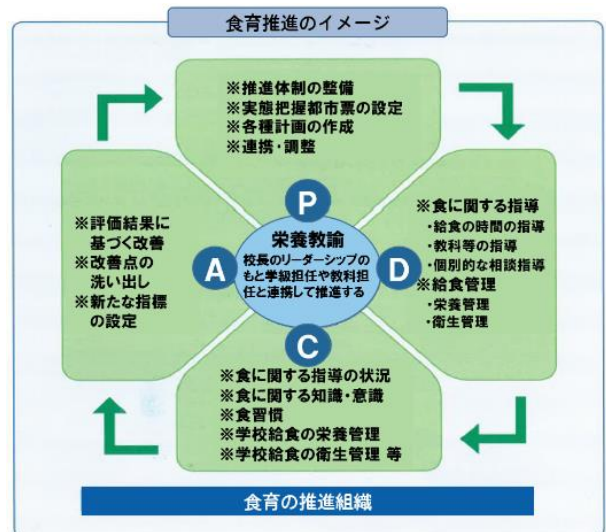 食育推進のイメージ
※推進体制の整備
※実態把握都市票の設定
※各種計画の作成
※連携・調整
P
※食に関する指導
・給食の時間の指導
・教科等の指導
・個別的な相談指導
※給食管理
・栄養管理
・衛生管理
D
栄養教諭
校長のリーダーシップの
もと学級担任や教科担
任と連携して推進する
C
※食に関する指導の状況
※食に関する知識・意識
※食習慣
※学校給食の栄養管理
※学校給食の衛生管理 等
A
※評価結果に
基づく改善
※改善点の
洗い出し
※新たな指標
の設定
食育の推進組織